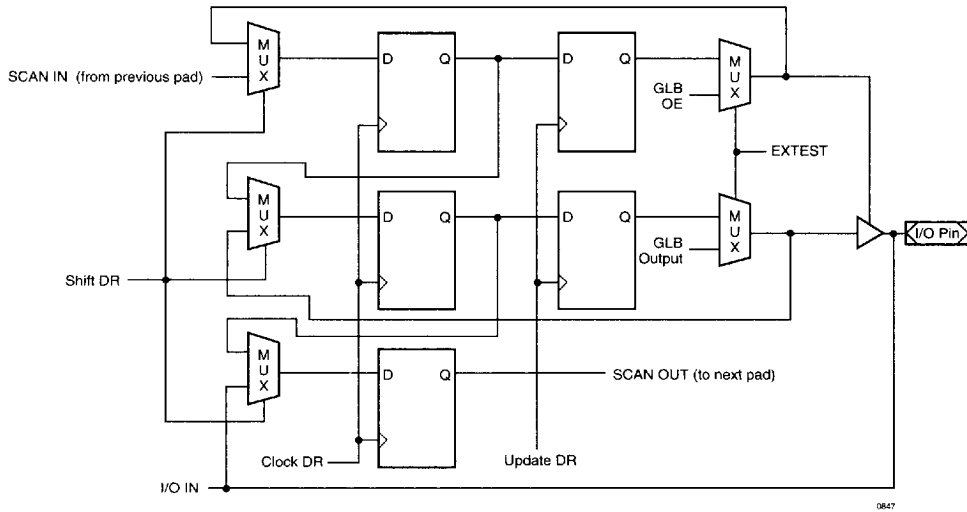 M
U
X
D Q
D Q
M
U
X
SCAN IN (from previous pad)
GLB
OE
EXTEST
M
U
X
D Q
D Q
M
U
X
I/O Pin
GLB
Output
Shift DR
M
U
X
D Q
SCAN OUT (to next pad)
Clock DR
Update DR
I/O IN
0847